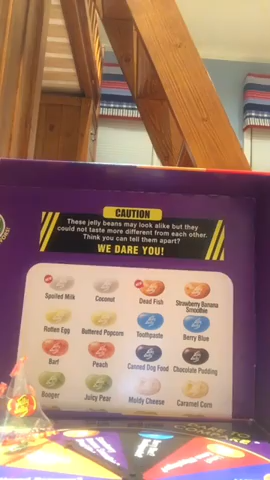 CAUTION
These jelly beans may look alike but they
could not taste more different from each other.
Think you can tell them apart?
WE DARE YOU!
Spoiled Milk
Coconut
Dead Fish
Strawberry Banana
Smoothie
Rotten Egg
Buttered Popcorn
Toothpaste
Berry Blue
Barf
Peach
Canned Dog Food
Chocolate Pudding
Booger
Juicy Pear
Moldy Cheese
Caramel Corn